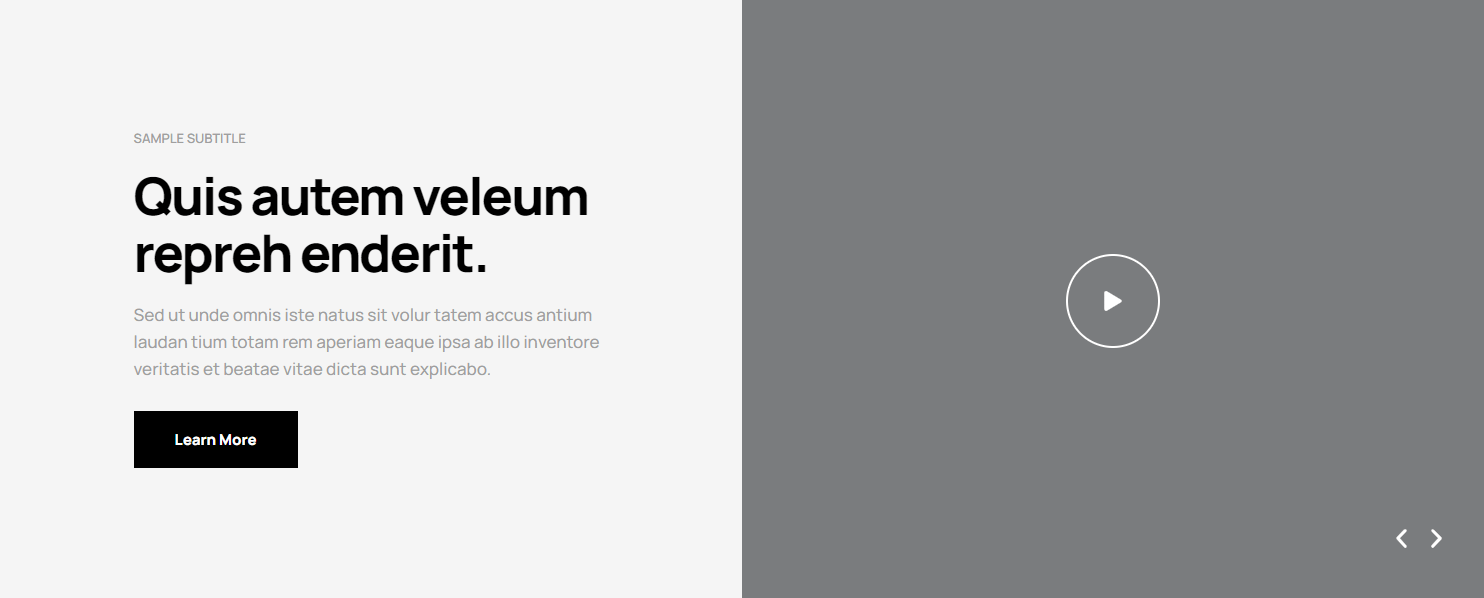 SAMPLE SUBTITLE
Quis autem veleum
repreh enderit.
Sed ut unde omnis iste natus sit volur tatem accus antium
laudan tium totam rem aperiam eaque ipsa ab illo inventore
veritatis et beatae vitae dicta sunt explicabo.
Learn More